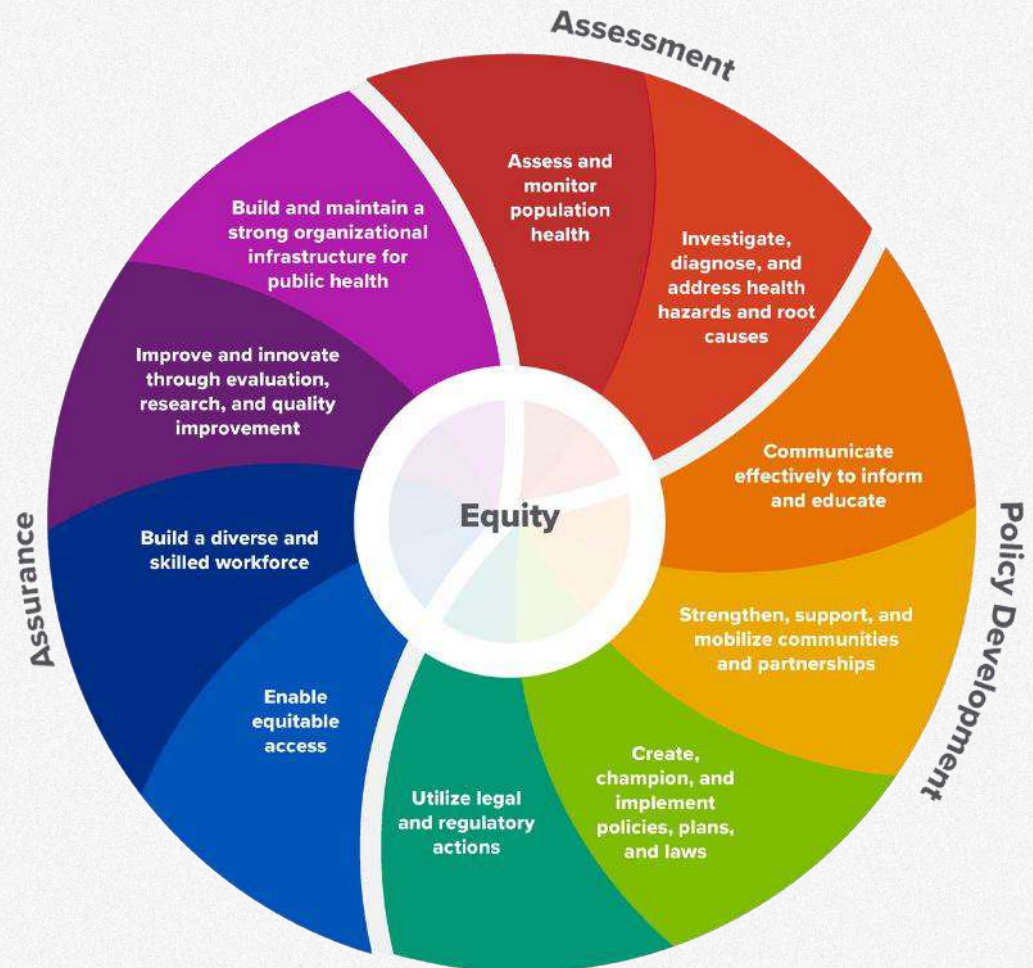 Assessment
Assess and
monitor
population
health
Investigate,
diagnose, and
address health
hazards and root
causes
Policy Development
Communicate
effectively to inform
and educate
Strengthen, support, and
mobilize communities
and partnerships
Create,
champion, and
implement
policies, plans,
and laws
Utilize legal
and regulatory
actions
Assurance
Enable
equitable
access
Build a diverse and
skilled workforce
Improve and innovate
through evaluation,
research, and quality
improvement
Build and maintain a
strong organizational
infrastructure for
public health
Equity